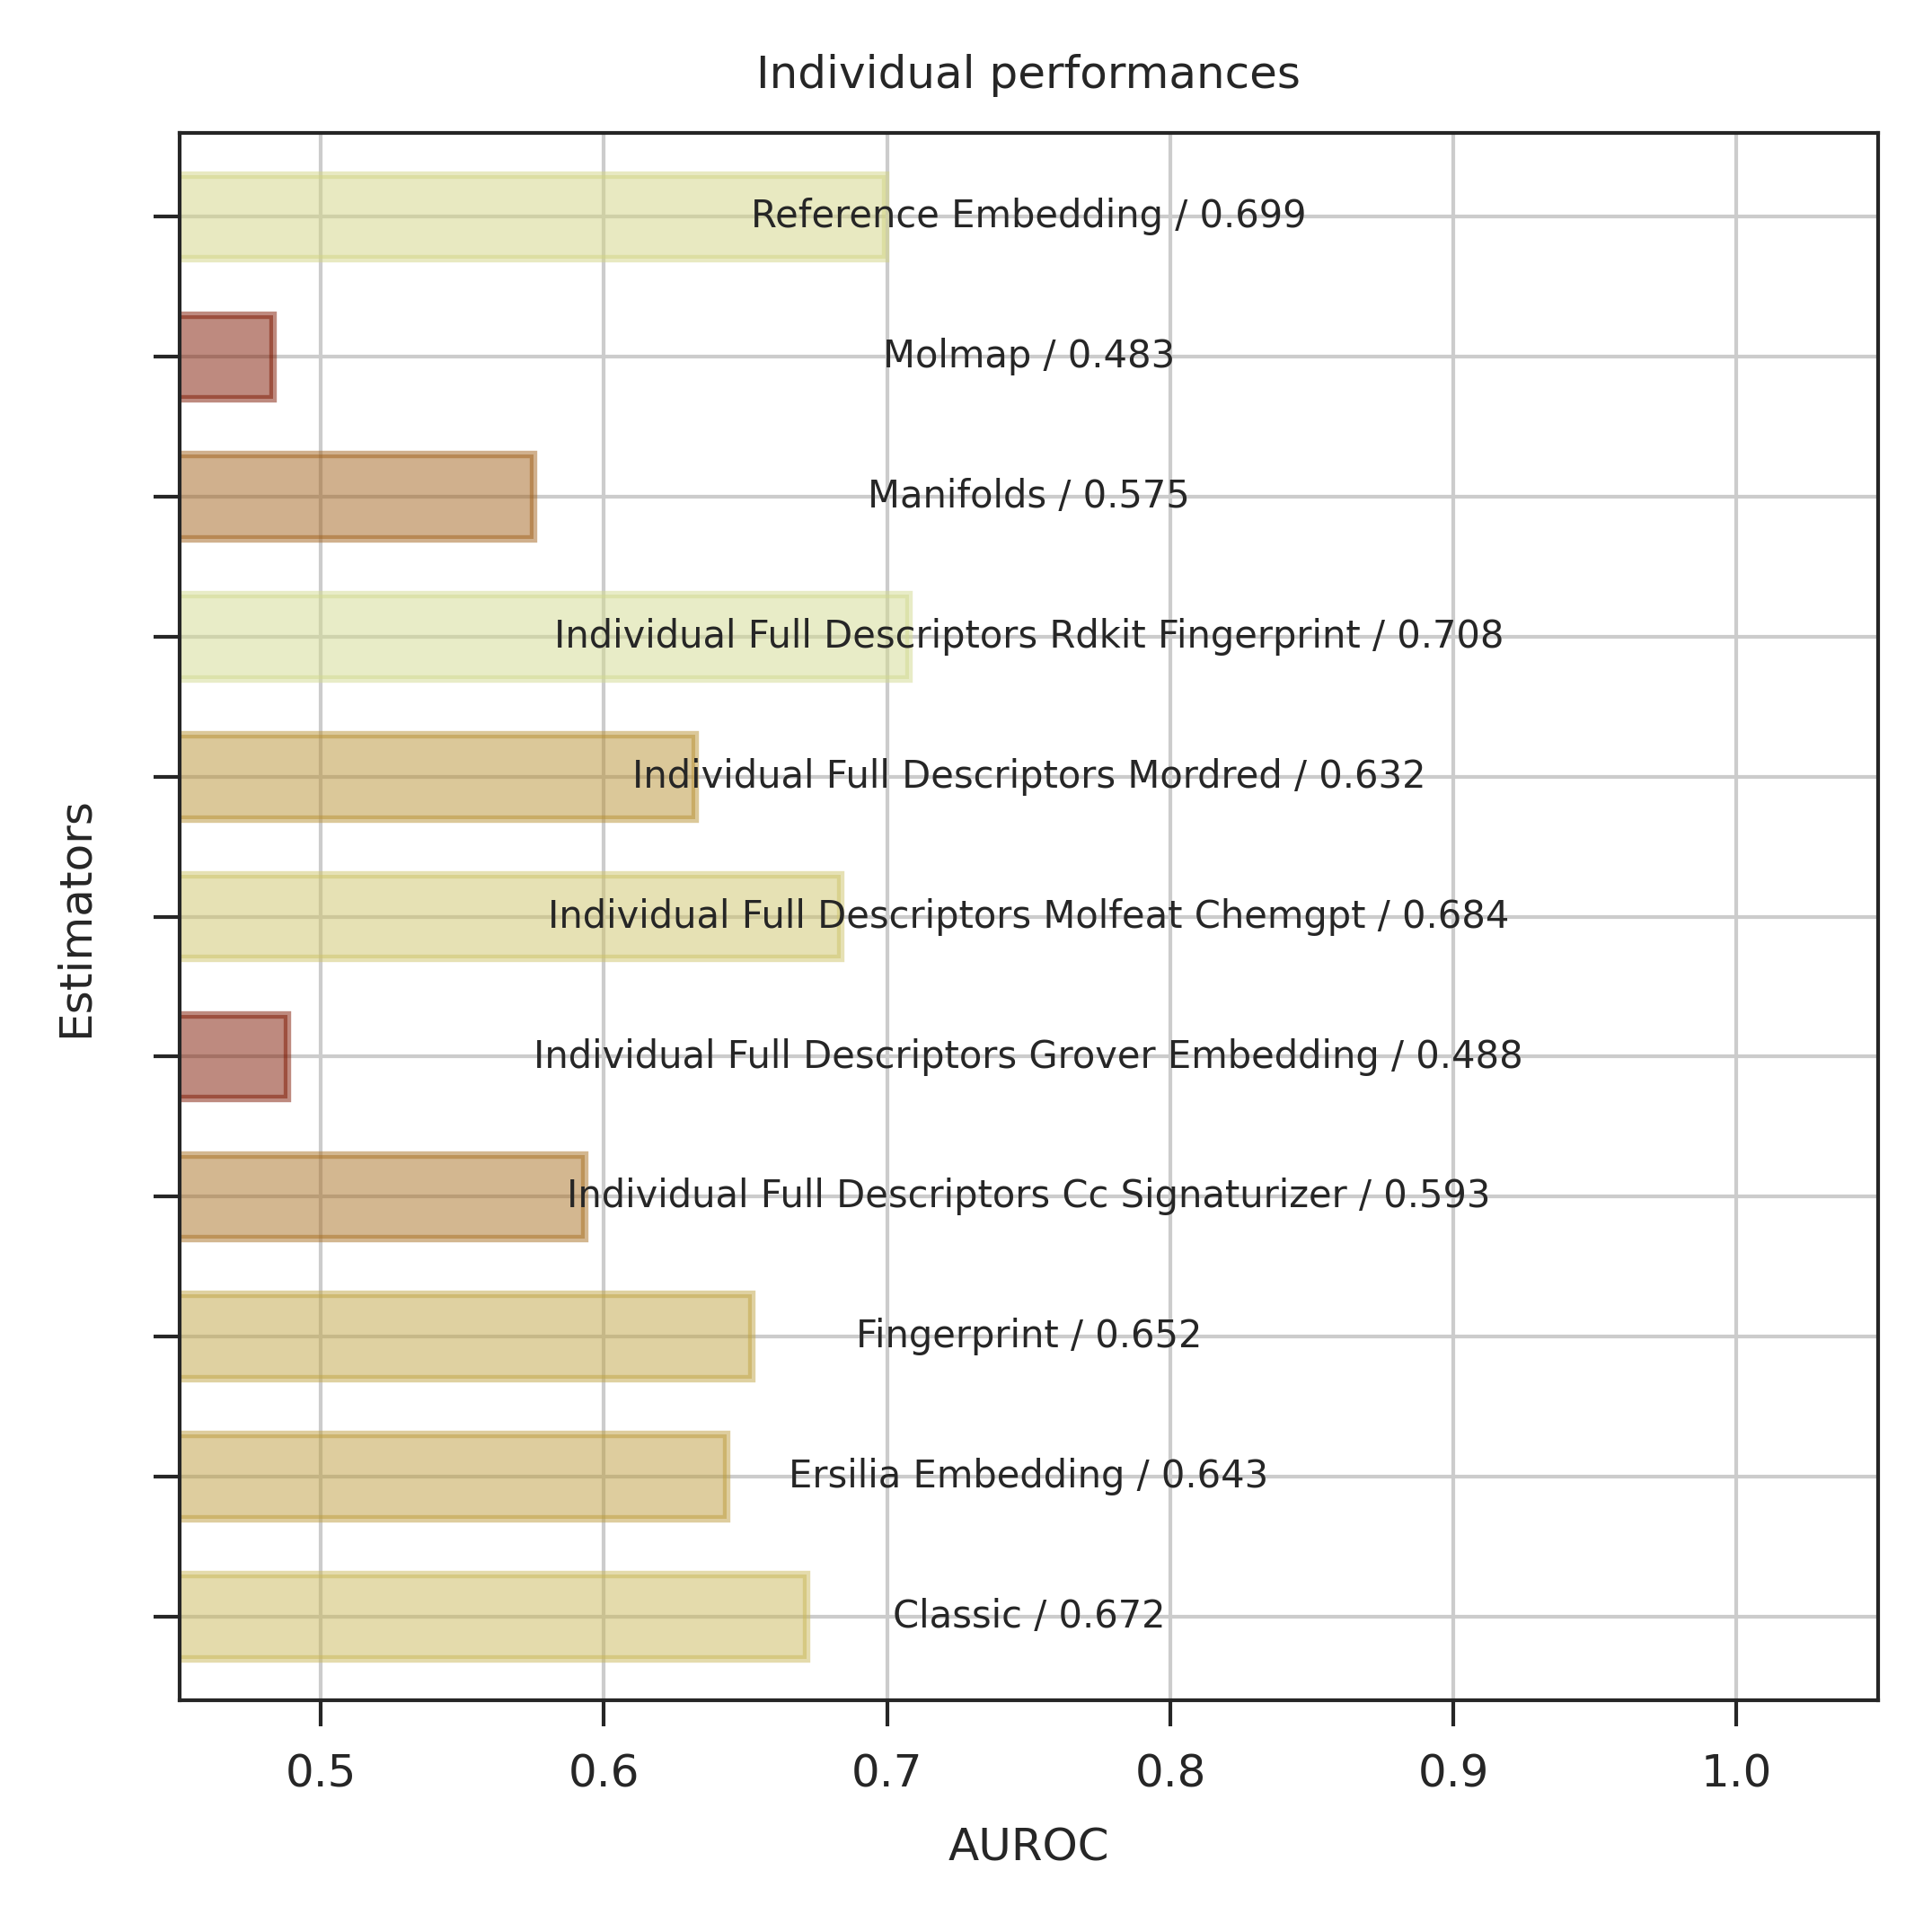 Individual performances
Reference Embedding / 0.699
Molmap / 0.483
Manifolds / 0.575
Individual Full Descriptors Rdkit Fingerprint / 0.708
Individual Full Descriptors Mordred / 0.632
Individual Full Descriptors Molfeat Chemgpt / 0.684
Individual Full Descriptors Grover Embedding / 0.488
Individual Full Descriptors Cc Signaturizer / 0.593
Fingerprint / 0.652
Ersilia Embedding / 0.643
Classic / 0.672
Estimators
0.5 0.6 0.7 0.8 0.9 1.0
AUROC